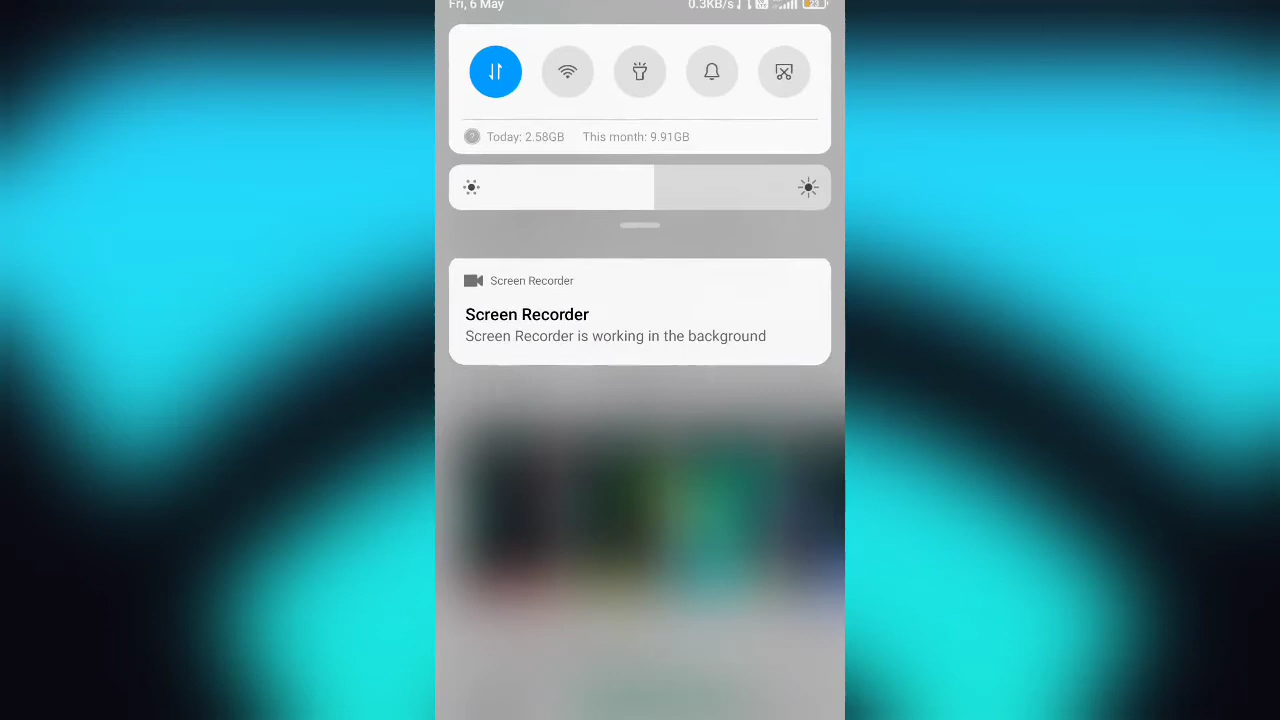 Fri, 6 May 0.3KB/s 23
Today: 2.58GB This month: 9.91GB
Screen Recorder
Screen Recorder
Screen Recorder is working in the background